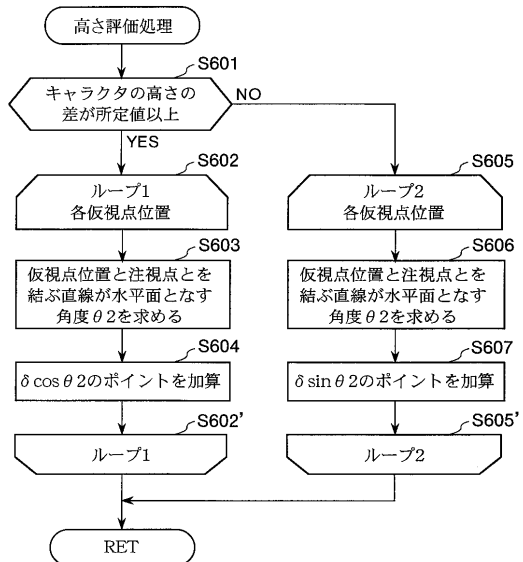 高さ評価処理
S601
キャラクタの高さの
差が所定値以上
NO
YES
S602
ループ1
各仮視点位置
S603
仮視点位置と注視点とを
結ぶ直線が水平面となす
角度θ2を求める
S604
δcosθ2のポイントを加算
S602'
ループ1
S605
ループ2
各仮視点位置
S606
仮視点位置と注視点とを
結ぶ直線が水平面となす
角度θ2を求める
S607
δsinθ2のポイントを加算
S605'
ループ2
RET